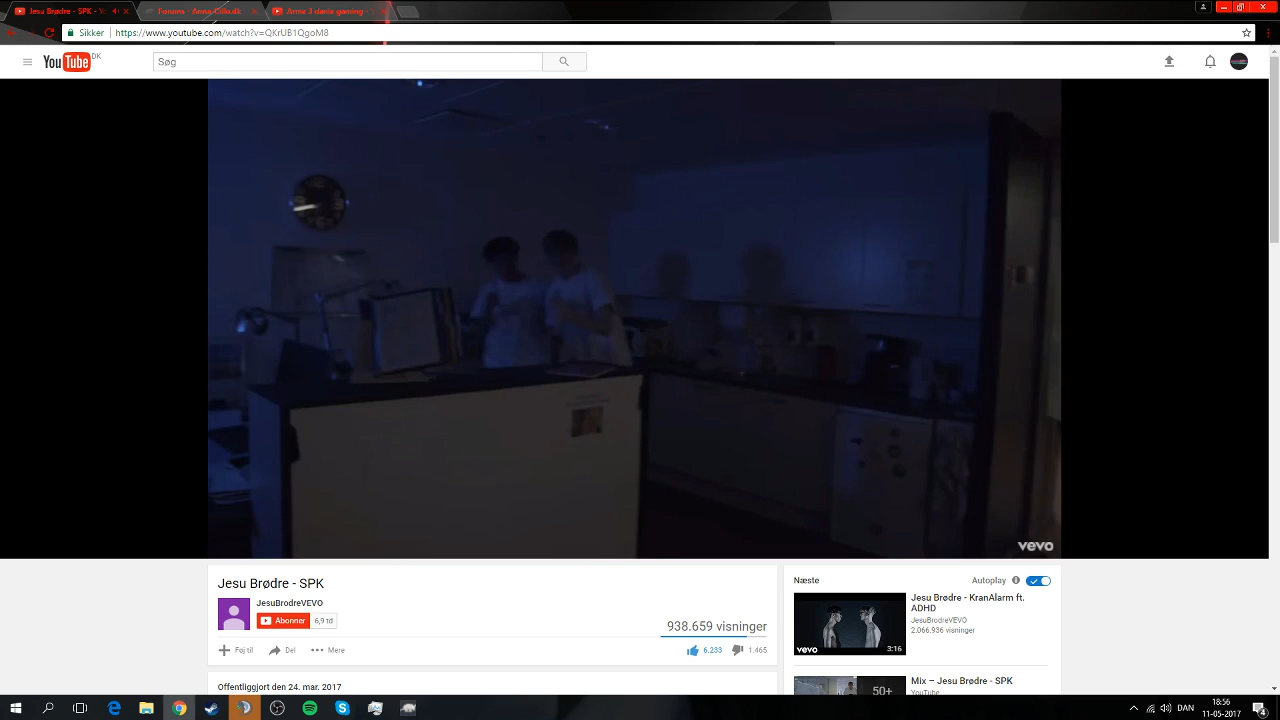 Jesu Brødre - SPK - Y
Forums - Anna
Arma 3 dansk gaming -
Sikker
https://www.youtube.com/watch?v=QKrUB1QgoM8
YouTube DK
Søg
vevo
Jesu Brødre - SPK
JesuBrodreVEVO
Abonner 6,9 td
938.659 visninger
Føj til Del Mere 6.233 1.465
Offentliggjort den 24. mar. 2017
Næste Autoplay
Jesu Brødre - KranAlarm ft.
ADHD
JesuBrodreVEVO
2.066.936 visninger
vevo 3:16
Mix – Jesu Brødre - SPK
YouTube
50+
DAN
18:56
11-05-2017
4